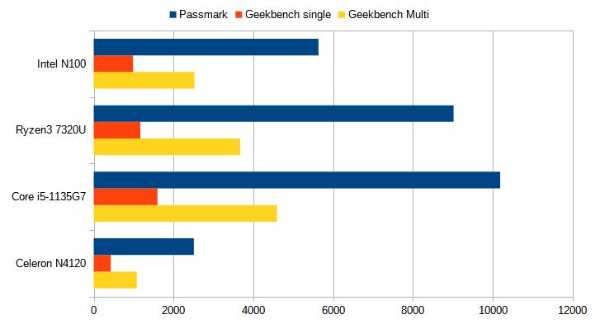 Passmark Geekbench single Geekbench Multi
Intel N100
Ryzen3 7320U
Core i5-1135G7
Celeron N4120
0 2000 4000 6000 8000 10000 12000